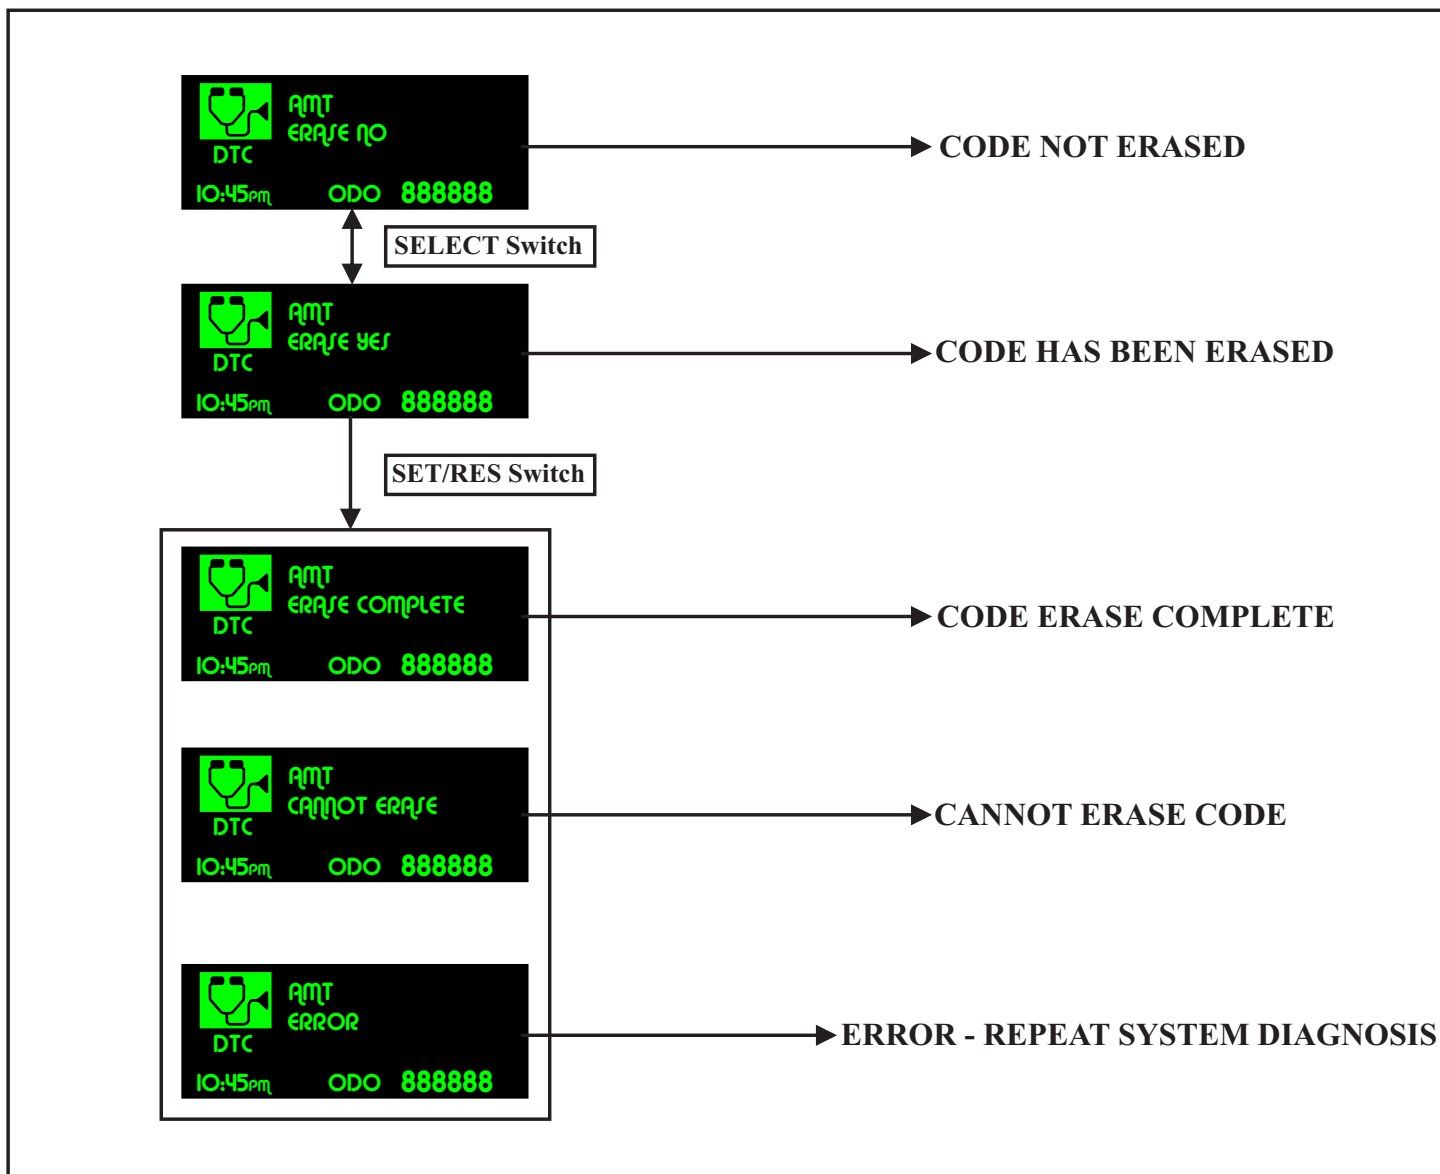 AMT
ERASE NO
DTC
10:45PM ODO 888888
CODE NOT ERASED
SELECT Switch
AMT
ERASE YES
DTC
10:45PM ODO 888888
CODE HAS BEEN ERASED
SET/RES Switch
AMT
ERASE COMPLETE
DTC
10:45PM ODO 888888
CODE ERASE COMPLETE
AMT
CANNOT ERASE
DTC
10:45PM ODO 888888
CANNOT ERASE CODE
AMT
ERROR
DTC
10:45PM ODO 888888
ERROR - REPEAT SYSTEM DIAGNOSIS